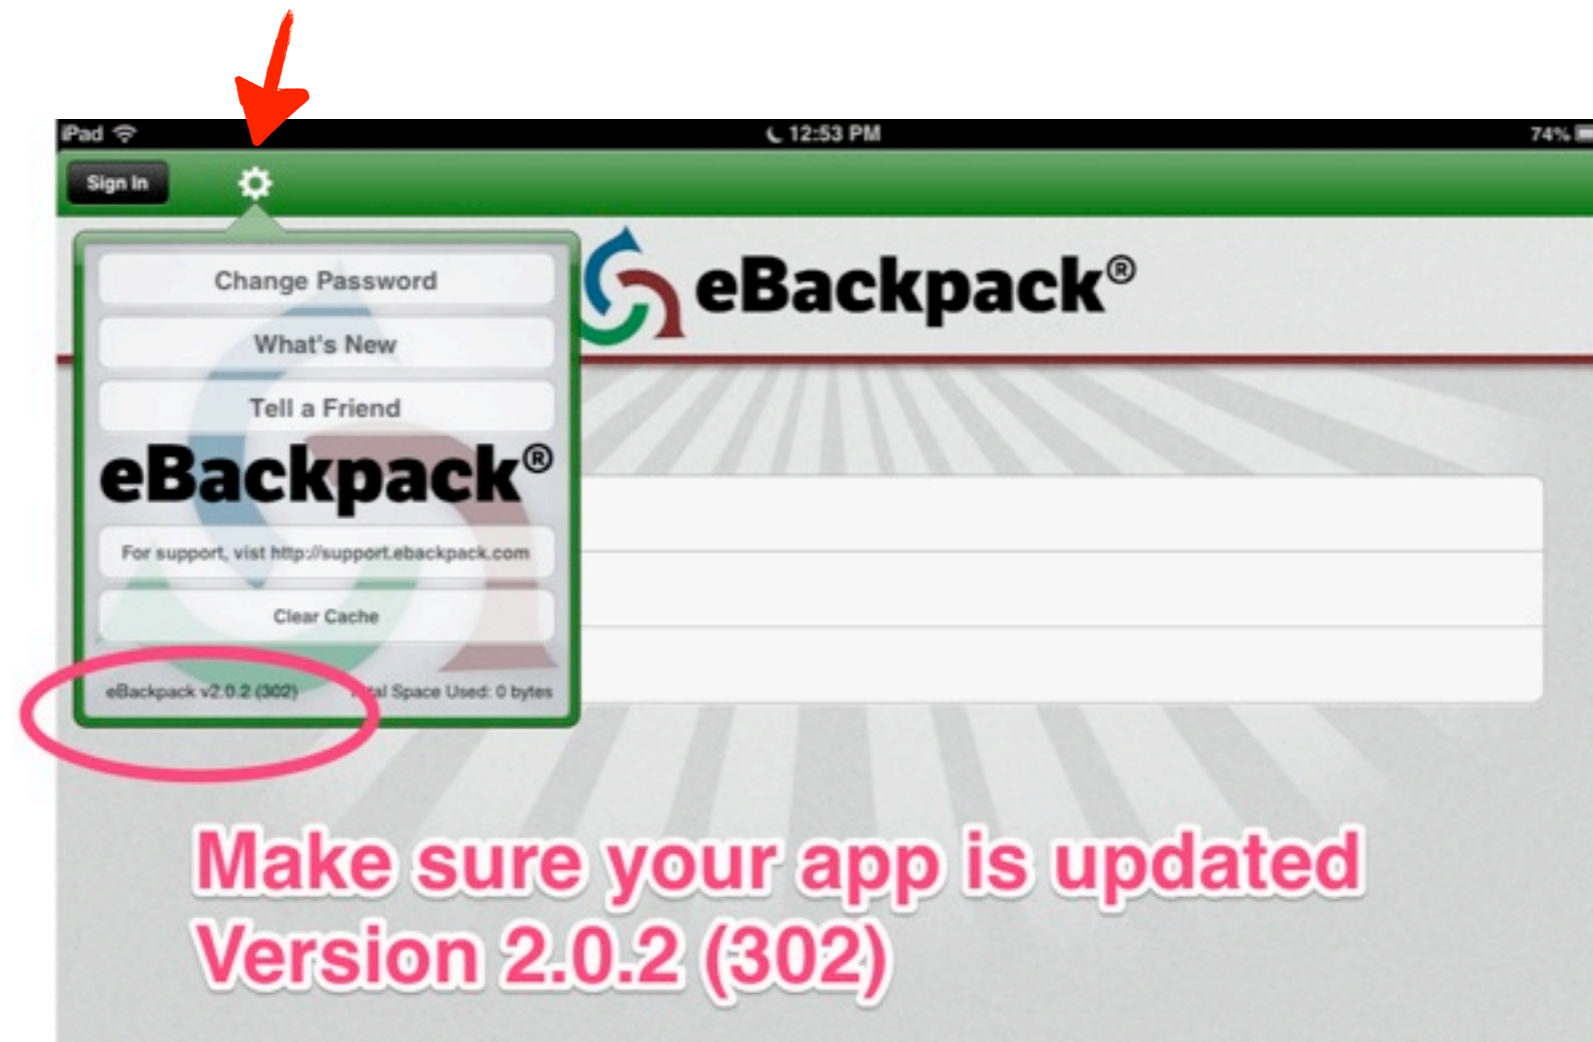 iPad 12:53 PM 74%
Sign In
eBackpack®
Change Password
What's New
Tell a Friend
eBackpack®
For support, vist http://support.ebackpack.com
Clear Cache
eBackpack v2.0.2 (302) Total Space Used: 0 bytes
Make sure your app is updated
Version 2.0.2 (302)